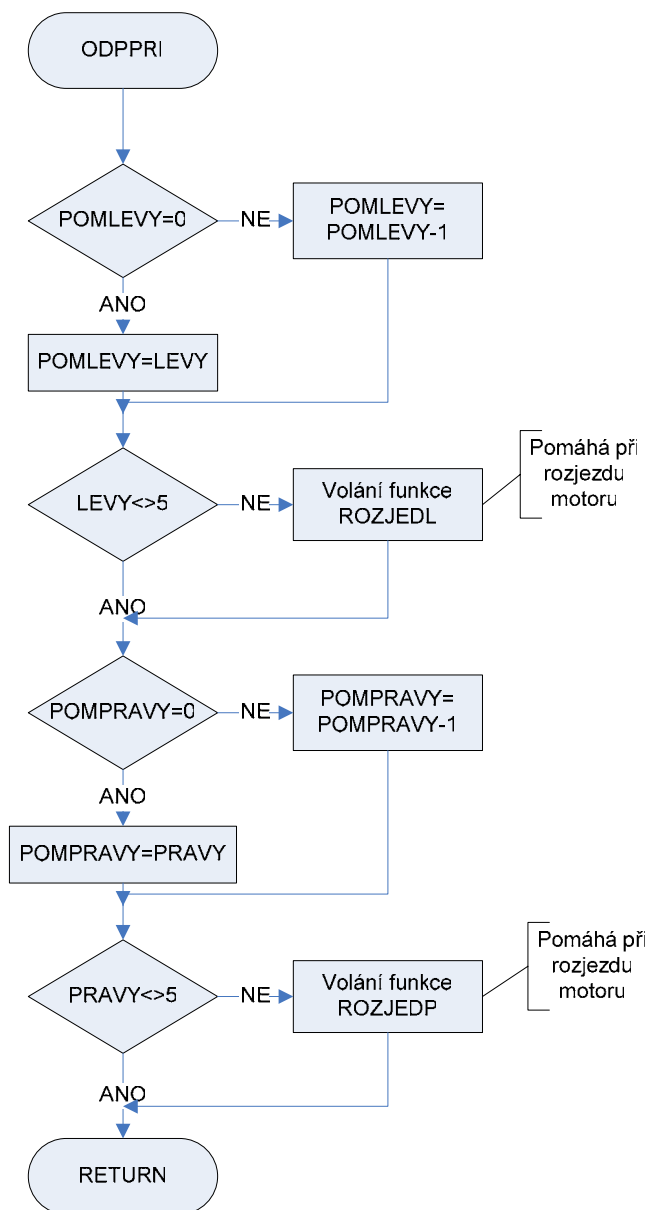 ODPPRI
POMLEVY=0
NE
POMLEVY=
POMLEVY-1
ANO
POMLEVY=LEVY
LEVY<>5
NE
Volání funkce
ROZJEDL
Pomáhá při
rozjezdu
motoru
ANO
POMPRAVY=0
NE
POMPRAVY=
POMPRAVY-1
ANO
POMPRAVY=PRAVY
PRAVY<>5
NE
Volání funkce
ROZJEDP
Pomáhá při
rozjezdu
motoru
ANO
RETURN